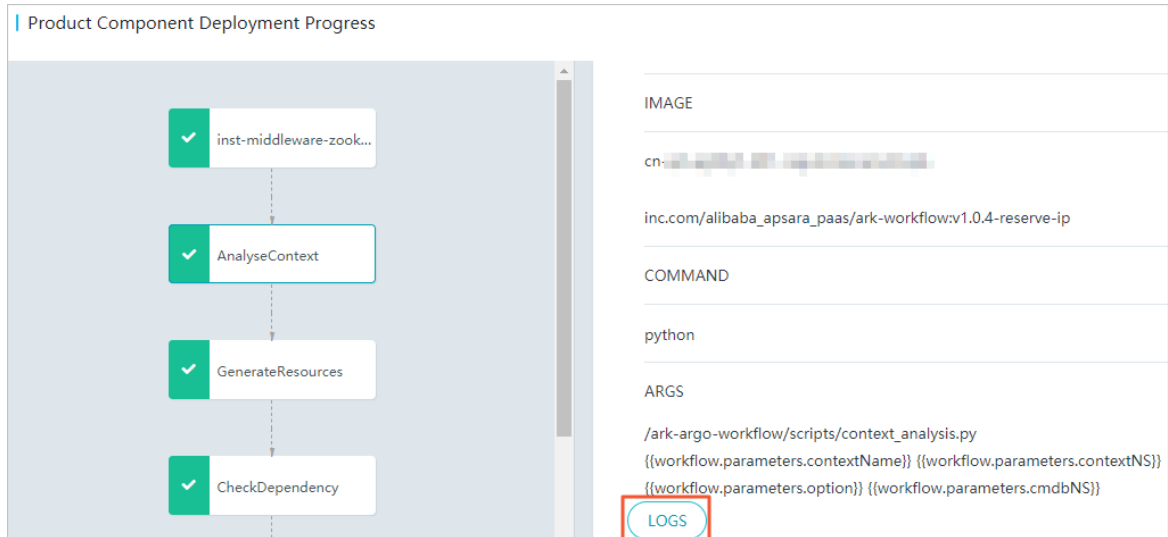 Product Component Deployment Progress
inst-middleware-zook...
AnalyseContext
GenerateResources
CheckDependency
IMAGE
cn-
inc.com/alibaba_apsara_paas/ark-workflow:v1.0.4-reserve-ip
COMMAND
python
ARGS
/ark-argo-workflow/scripts/context_analysis.py
{{workflow.parameters.contextName}} {{workflow.parameters.contextNS}}
{{workflow.parameters.option}} {{workflow.parameters.cmdbNS}}
LOGS